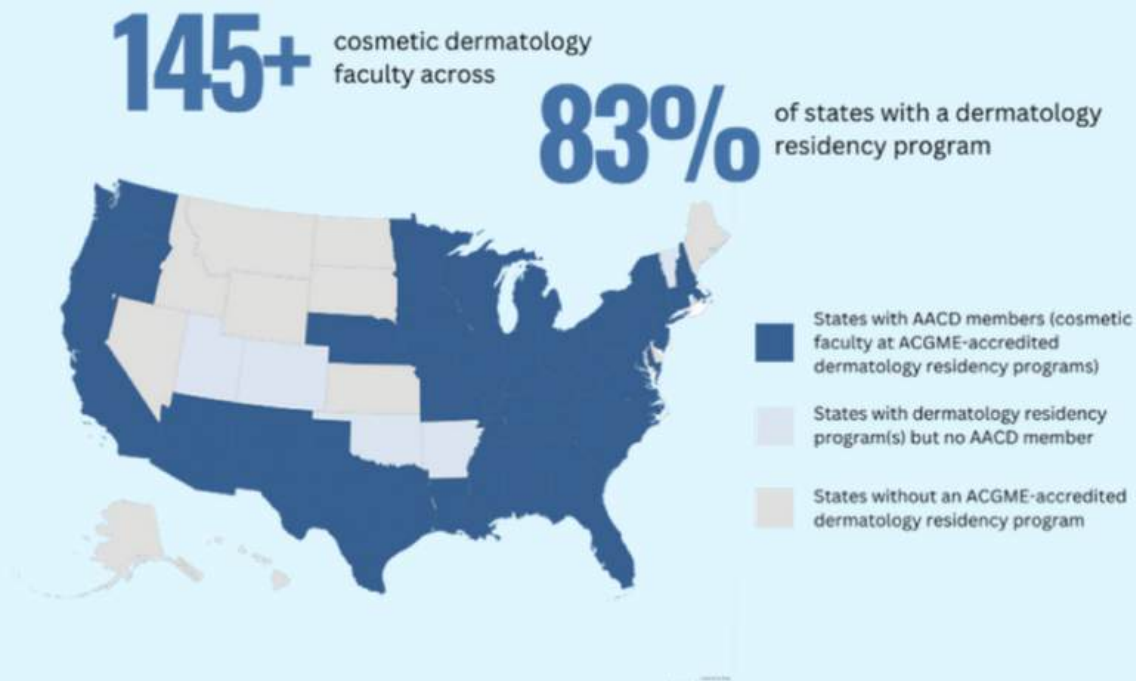 145+
cosmetic dermatology
faculty across
83%
of states with a dermatology
residency program
States with AACD members (cosmetic
faculty at ACGME-accredited
dermatology residency programs)
States with dermatology residency
program(s) but no AACD member
States without an ACGME-accredited
dermatology residency program